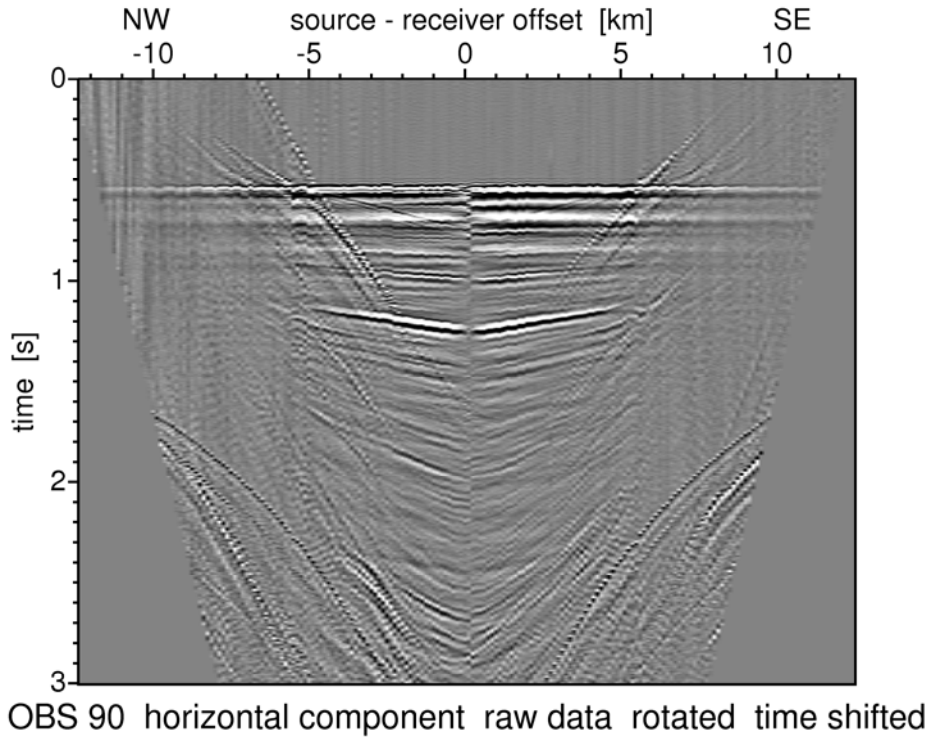 NW source - receiver offset [km] SE
-10 -5 0 5 10
0
1
time [s]
2
3
OBS 90 horizontal component raw data rotated time shifted